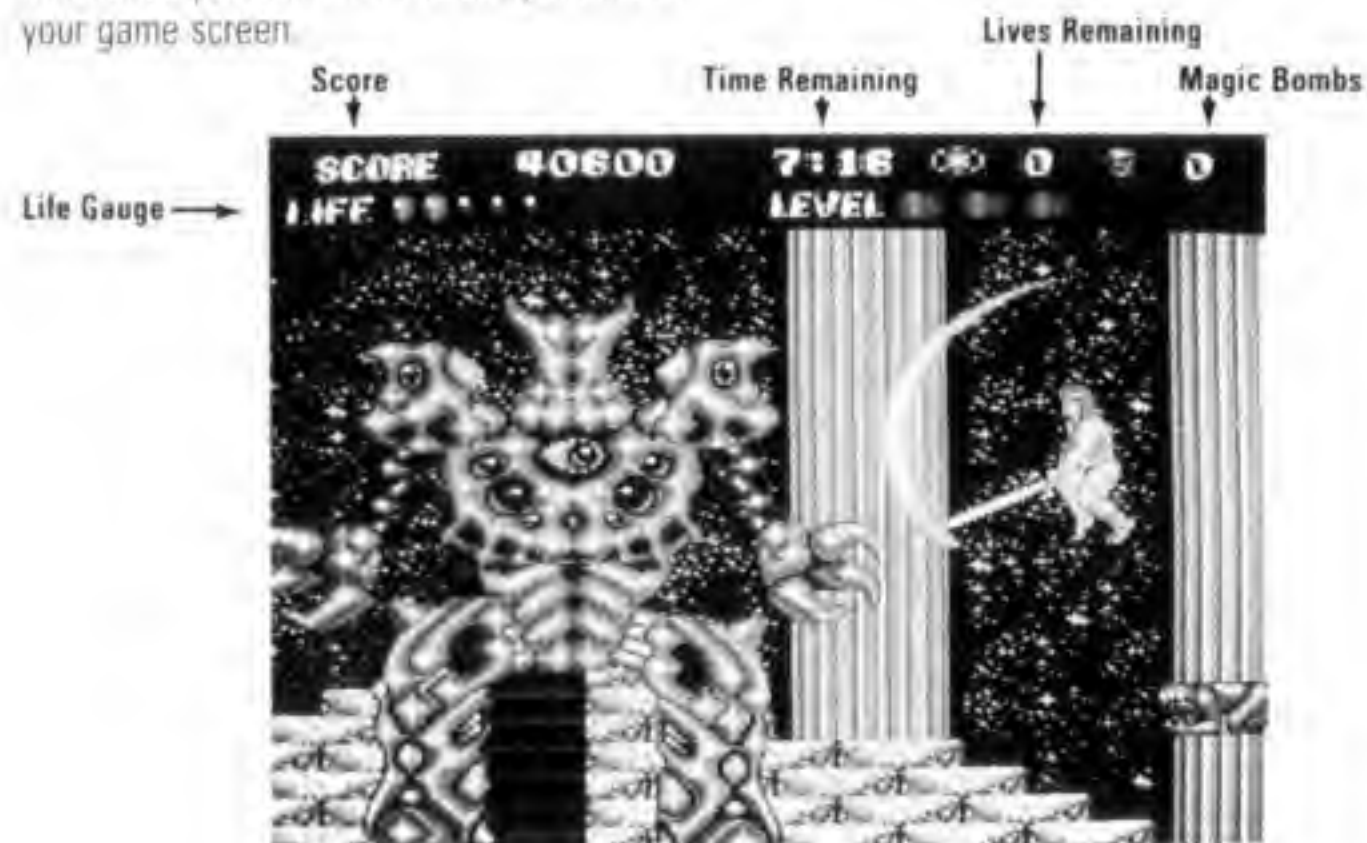 your game screen.
Lives Remaining
Score Time Remaining Magic Bombs
SCORE 40600 7:16 0 0
Life Gauge
LIFE LEVEL